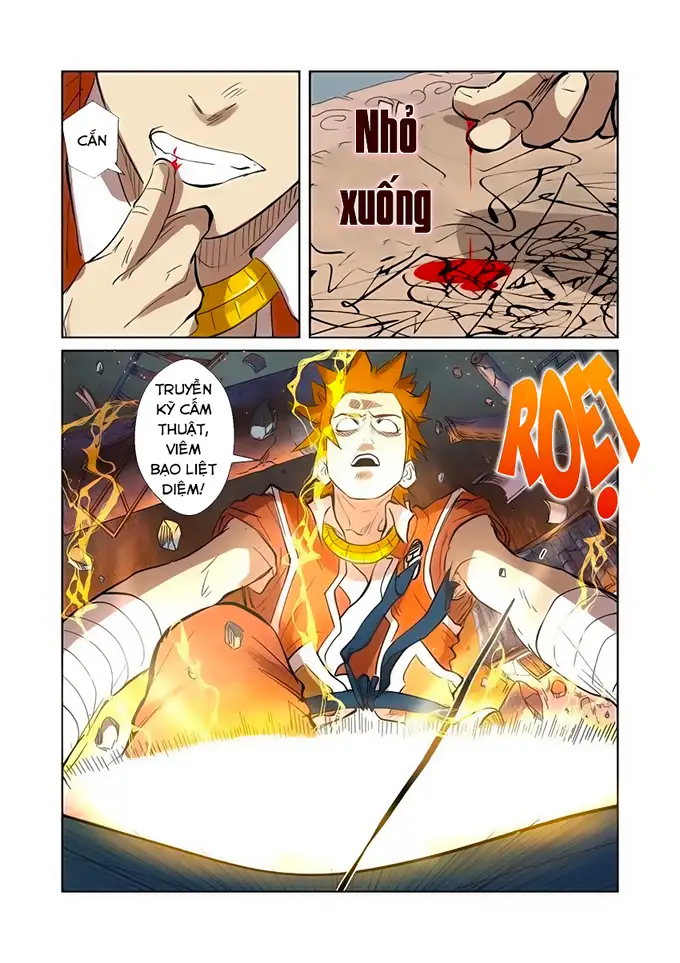 CẮN
Nhỏ
xuống
TRUYỀN
KỲ CẤM
THUẬT,
VIÊM
BẠO LIỆT
DIỆM!
ROẸT